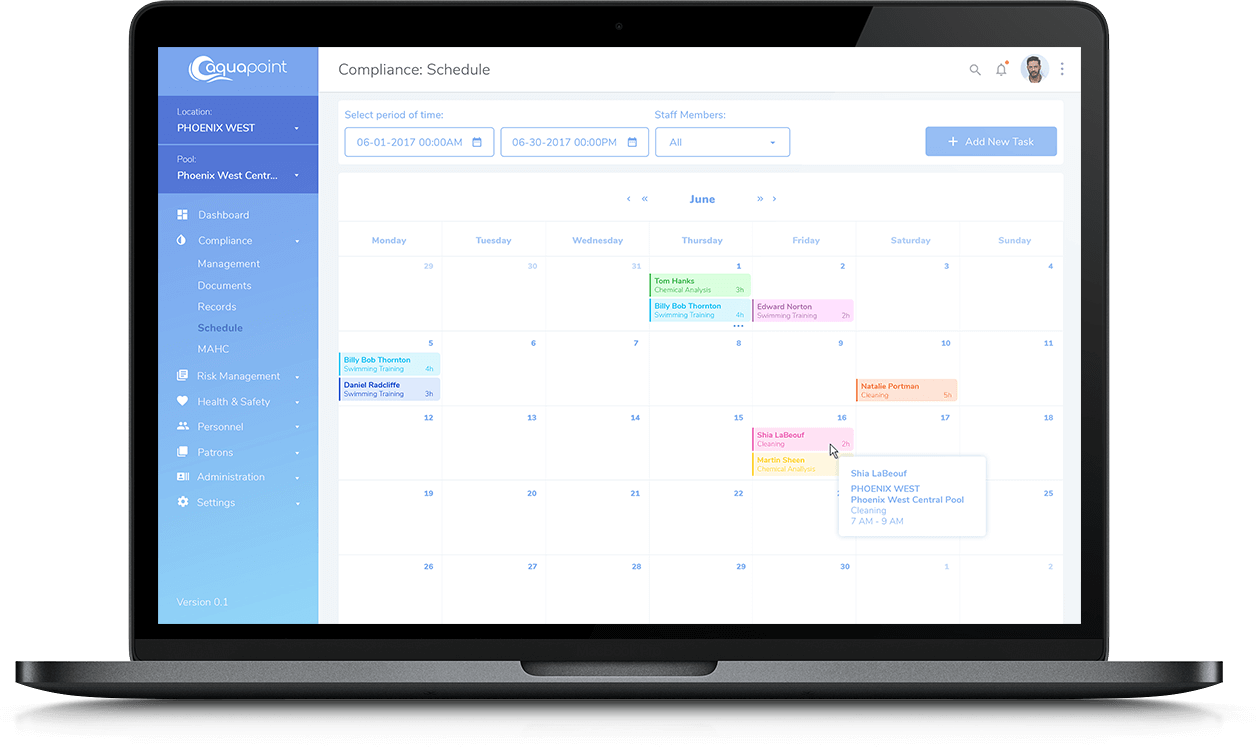 aquapoint
Compliance: Schedule
Location:
PHOENIX WEST
Pool:
Phoenix West Centr...
Dashboard
Compliance
Management
Documents
Records
Schedule
MAHC
Risk Management
Health & Safety
Personnel
Patrons
Administration
Settings
Version 0.1
Select period of time:
Staff Members:
06-01-2017 00:00AM
06-30-2017 00:00PM
All
+ Add New Task
‹ « June » ›
Monday Tuesday Wednesday Thursday Friday Saturday Sunday
29 30 31 1 2 3 4
Tom Hanks
Chemical Analysis 3h
Billy Bob Thornton
Swimming Training 4h
...
Edward Norton
Swimming Training 2h
5 6 7 8 9 10 11
Billy Bob Thornton
Swimming Training 4h
Daniel Radcliffe
Swimming Training 3h
Natalie Portman
Cleaning 5h
12 13 14 15 16 17 18
Shia LaBeouf
Cleaning 2h
Martin Sheen
Chemical Analysis
Shia LaBeouf
PHOENIX WEST
Phoenix West Central Pool
Cleaning
7 AM - 9 AM
19 20 21 22 25
26 27 28 29 30 1 2